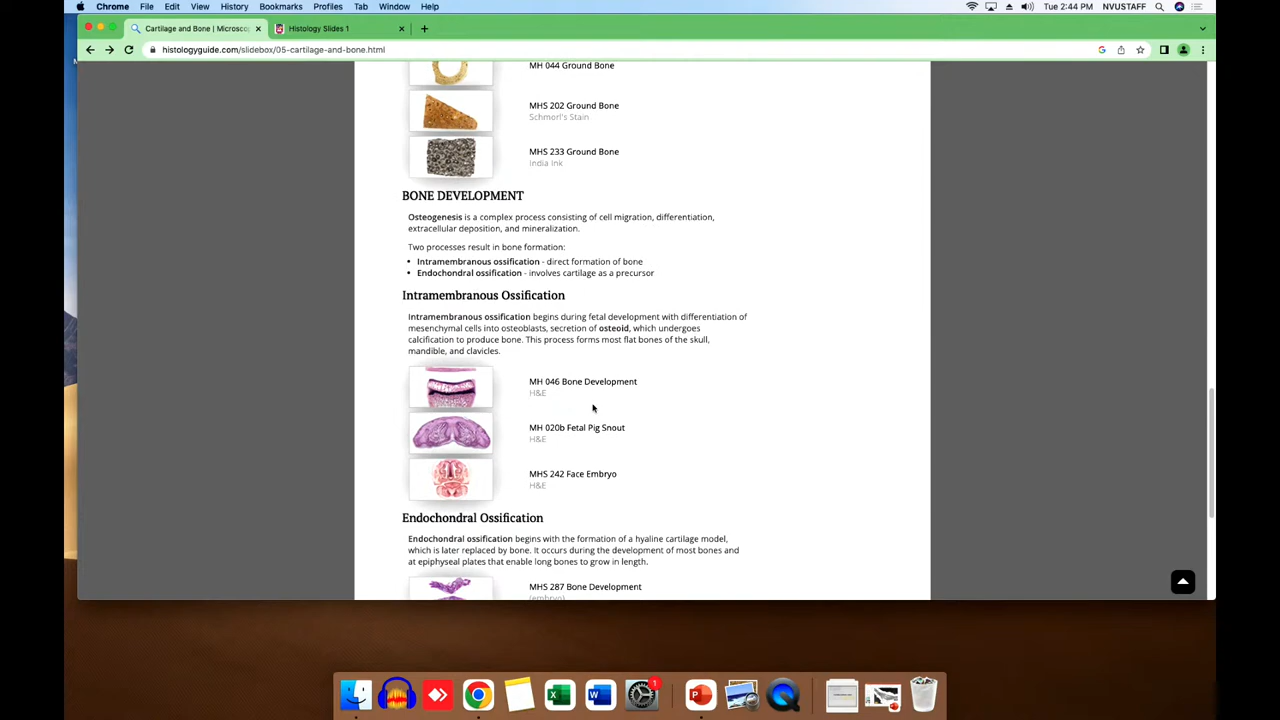 Chrome File Edit View History Bookmarks Profiles Tab Window Help Tue 2:44 PM NVUSTAFF
Cartilage and Bone | Microsco Histology Slides 1
histologyguide.com/slidebox/05-cartilage-and-bone.html
MH 044 Ground Bone
MHS 202 Ground Bone
Schmorl's Stain
MHS 233 Ground Bone
India Ink
BONE DEVELOPMENT
Osteogenesis is a complex process consisting of cell migration, differentiation,
extracellular deposition, and mineralization.
Two processes result in bone formation:
• Intramembranous ossification - direct formation of bone
• Endochondral ossification - involves cartilage as a precursor
Intramembranous Ossification
Intramembranous ossification begins during fetal development with differentiation of
mesenchymal cells into osteoblasts, secretion of osteoid, which undergoes
calcification to produce bone. This process forms most flat bones of the skull,
mandible, and clavicles.
MH 046 Bone Development
H&E
MH 020b Fetal Pig Snout
H&E
MHS 242 Face Embryo
H&E
Endochondral Ossification
Endochondral ossification begins with the formation of a hyaline cartilage model,
which is later replaced by bone. It occurs during the development of most bones and
at epiphyseal plates that enable long bones to grow in length.
MHS 287 Bone Development
(embryo)
1